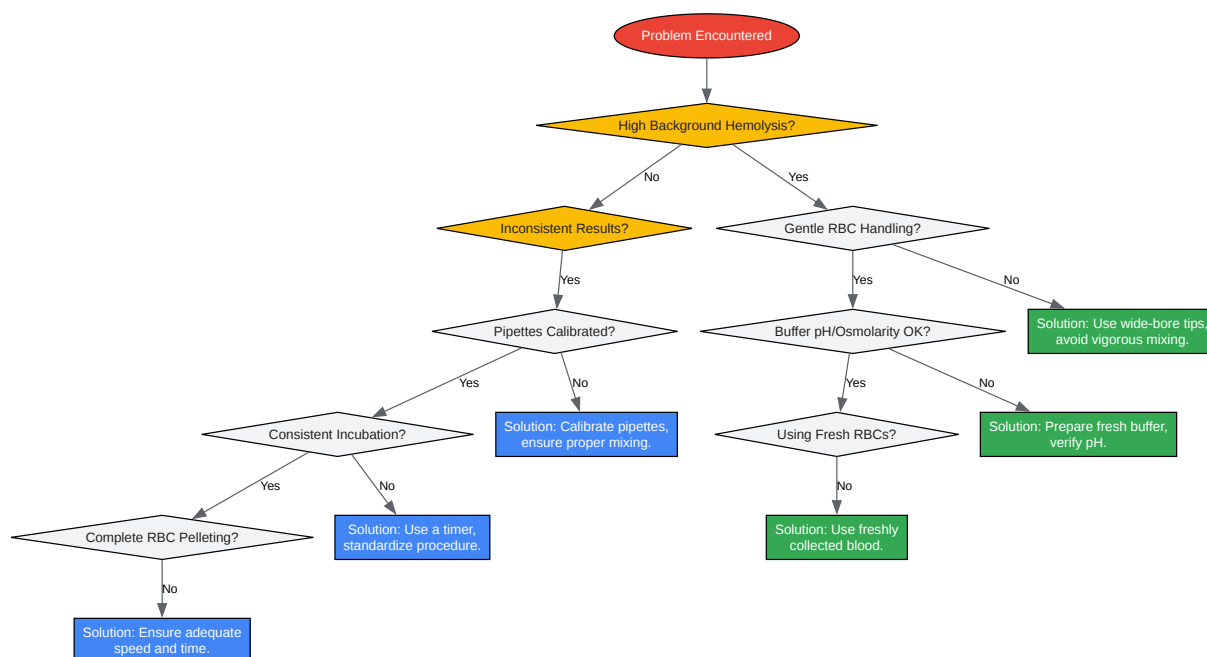 Problem Encountered
High Background Hemolysis?
No
Yes
Inconsistent Results?
Gentle RBC Handling?
Yes
Yes
No
Pipettes Calibrated?
Buffer pH/Osmolarity OK?
Solution: Use wide-bore tips,
avoid vigorous mixing.
Yes
No
Yes
No
Consistent Incubation?
Solution: Calibrate pipettes,
ensure proper mixing.
Using Fresh RBCs?
Solution: Prepare fresh buffer,
verify pH.
Yes
No
No
Complete RBC Pelleting?
Solution: Use a timer,
standardize procedure.
Solution: Use freshly
collected blood.
No
Solution: Ensure adequate
speed and time.